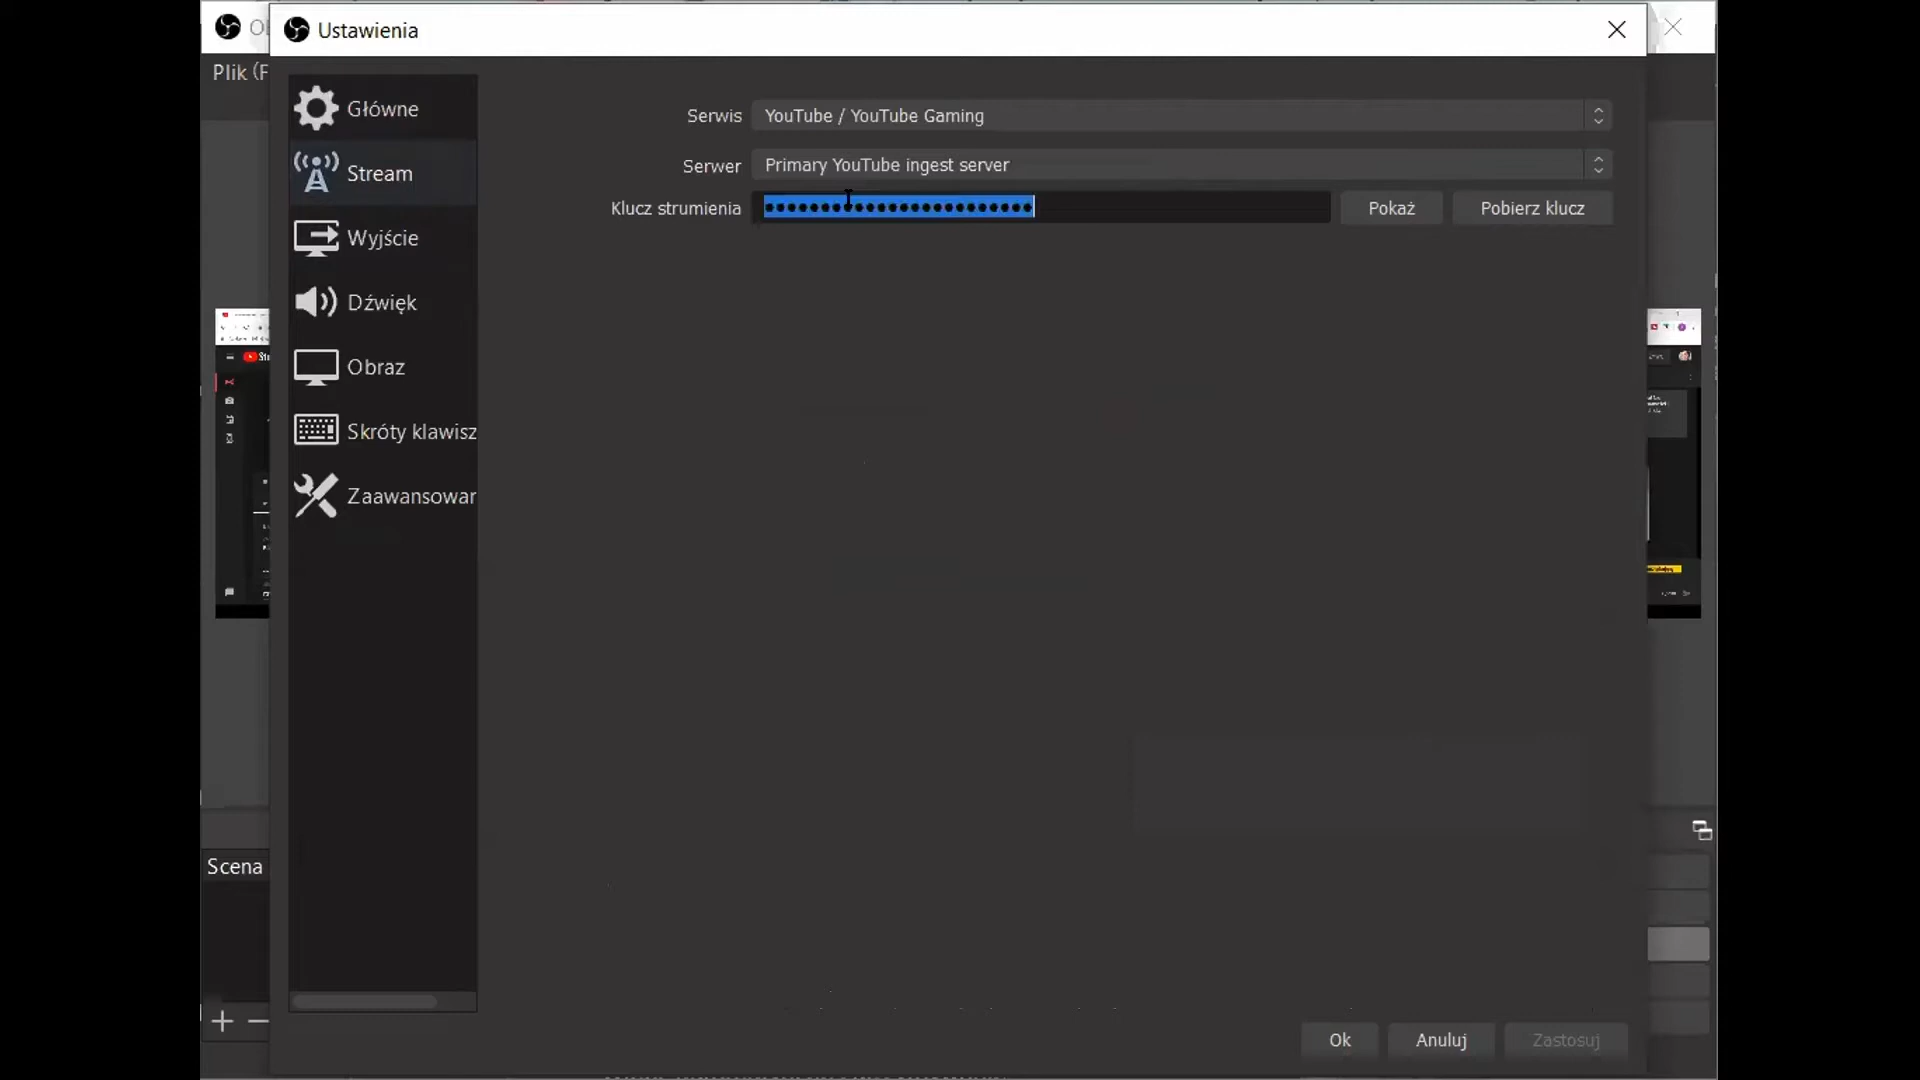 Ustawienia
Plik (F
Główne
Stream
Wyjście
Dźwięk
Obraz
Skróty klawisz
Zaawansowar
Serwis
YouTube / YouTube Gaming
Serwer
Primary YouTube ingest server
Klucz strumienia
Pokaż
Pobierz klucz
Scena
Ok
Anuluj
Zastosuj